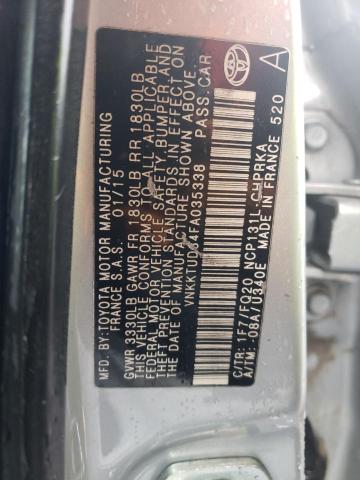 MFD. BY: TOYOTA MOTOR MANUFACTURING
FRANCE S.A.S. 01/15
GVWR 3330LB GAWR FR 1830LB RR 1830LB
THIS VEHICLE CONFORMS TO ALL APPLICABLE
FEDERAL MOTOR VEHICLE SAFETY, BUMPER AND
THEFT PREVENTION STANDARDS IN EFFECT ON
THE DATE OF MANUFACTURE SHOWN ABOVE.
PASS. CAR
C/TR: 1F7/FQ20 NCP131L-CHPRKA
A/TM: -08A/U340E MADE IN FRANCE 520
A